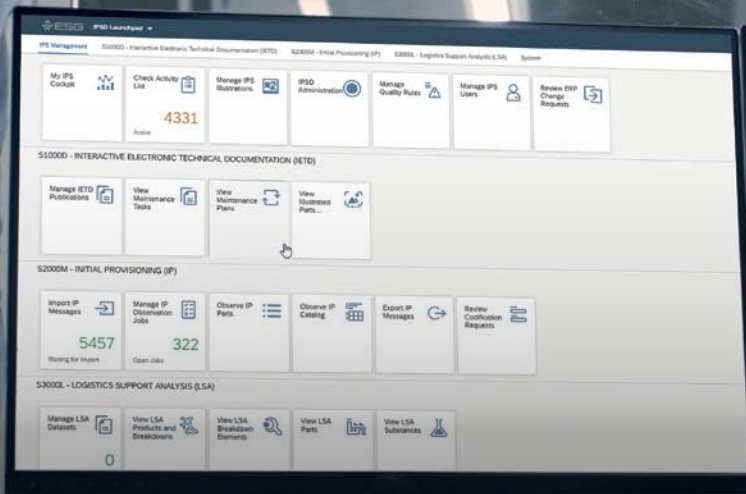 ESG IPSD Launchpad
IPS Management S1000D - Interactive Electronic Technical Documentation (IETD) S2000M - Initial Provisioning (IP) S3000L - Logistics Support Analysis (LSA) System
My IPS
Cockpit
Check Activity
List
4331
Active
Manage IPS
Illustrations
IPSD
Administration
Manage
Quality Rules
Manage IPS
Users
Review ERP
Change
Requests
S1000D - INTERACTIVE ELECTRONIC TECHNICAL DOCUMENTATION (IETD)
Manage IETD
Publications
View
Maintenance
Tasks
View
Maintenance
Plans
View
Illustrated
Parts...
S2000M - INITIAL PROVISIONING (IP)
Import IP
Messages
5457
Waiting for Import
Manage IP
Observation
Jobs
322
Open Jobs
Observe IP
Parts
Observe IP
Catalog
Export IP
Messages
Review
Codification
Requests
S3000L - LOGISTICS SUPPORT ANALYSIS (LSA)
Manage LSA
Datasets
0
View LSA
Products and
Breakdowns
View LSA
Breakdown
Elements
View LSA
Parts
View LSA
Substances